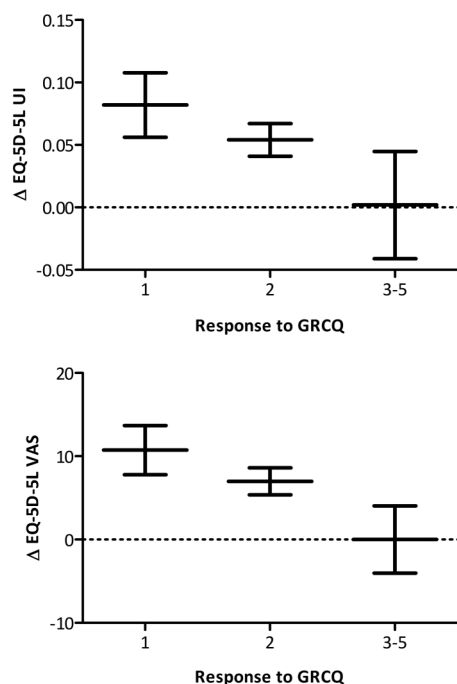 0.15
0.10
0.05
0.00
-0.05
Δ EQ-5D-5L UI
1 2 3-5
Response to GRCQ
20
10
0
-10
Δ EQ-5D-5L VAS
1 2 3-5
Response to GRCQ